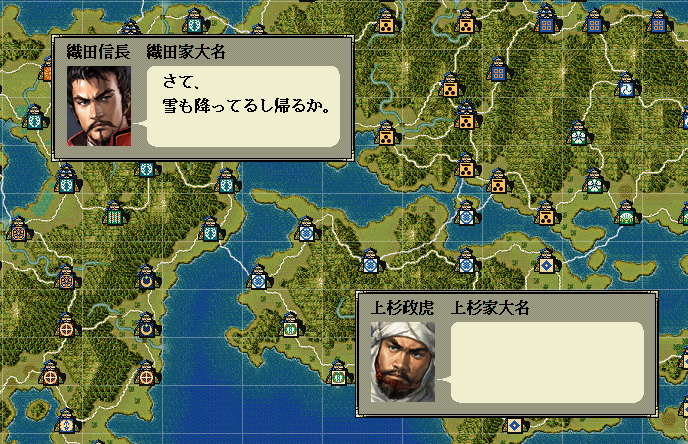 織田信長　織田家大名
さて、
雪も降ってるし帰るか。
上杉政虎　上杉家大名